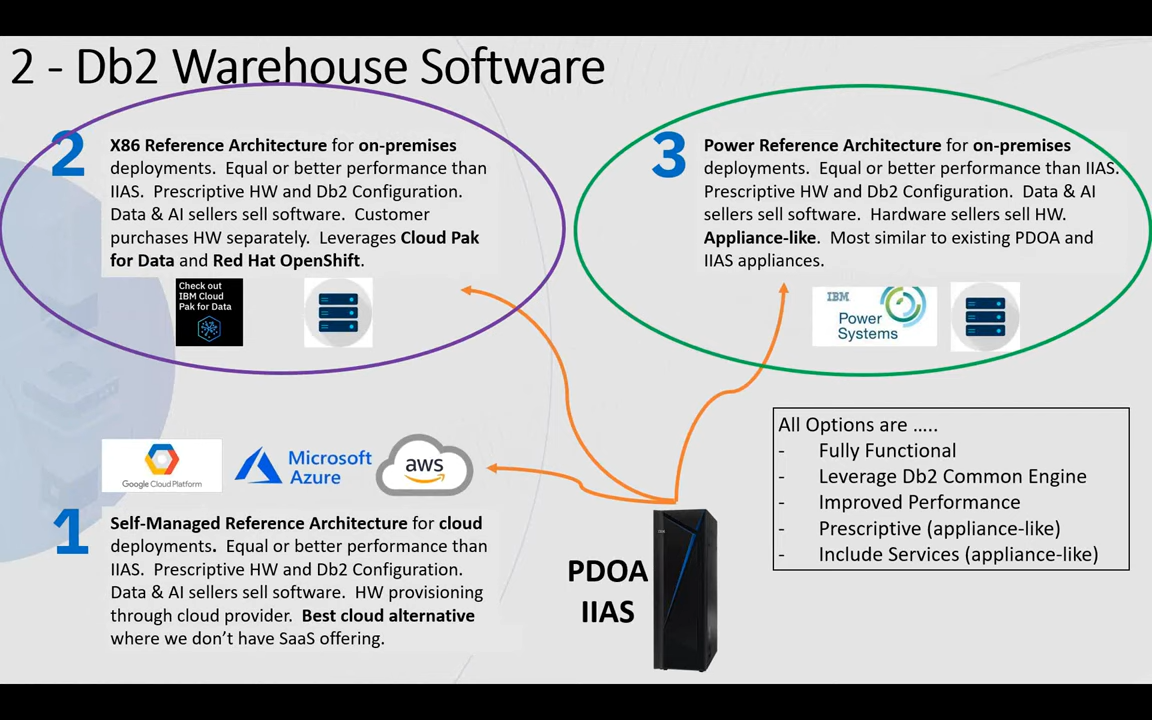 2 - Db2 Warehouse Software
2
X86 Reference Architecture for on-premises
deployments.  Equal or better performance than
IIAS.  Prescriptive HW and Db2 Configuration.
Data & AI sellers sell software.  Customer
purchases HW separately.  Leverages Cloud Pak
for Data and Red Hat OpenShift.
Check out
IBM Cloud
Pak for Data
3
Power Reference Architecture for on-premises
deployments.  Equal or better performance than IIAS.
Prescriptive HW and Db2 Configuration.  Data & AI
sellers sell software.  Hardware sellers sell HW.
Appliance-like.  Most similar to existing PDOA and
IIAS appliances.
IBM
Power
Systems
Google Cloud Platform
Microsoft
Azure
aws
1
Self-Managed Reference Architecture for cloud
deployments.  Equal or better performance than
IIAS.  Prescriptive HW and Db2 Configuration.
Data & AI sellers sell software.  HW provisioning
through cloud provider.  Best cloud alternative
where we don't have SaaS offering.
PDOA
IIAS
All Options are …..
- Fully Functional
- Leverage Db2 Common Engine
- Improved Performance
- Prescriptive (appliance-like)
- Include Services (appliance-like)